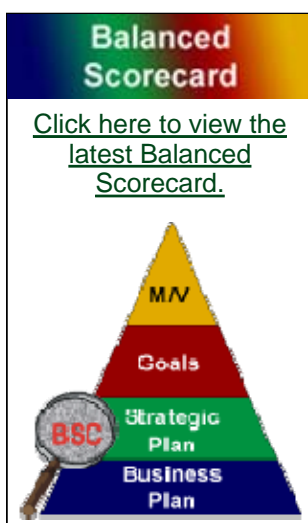 Balanced
Scorecard
Click here to view the
latest Balanced
Scorecard.
M/V
Goals
Strategic
Plan
BSC
Business
Plan